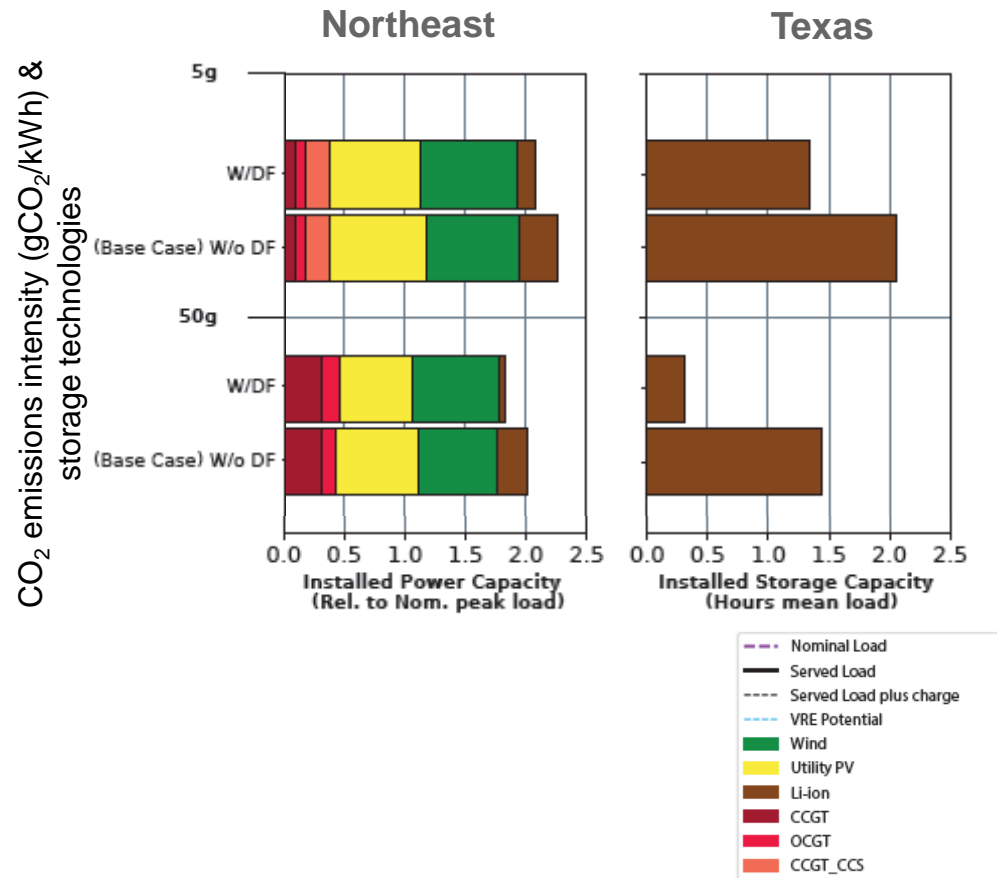 Northeast
Texas
CO₂ emissions intensity (gCO₂/kWh) &
storage technologies
5g
W/DF
(Base Case) W/o DF
50g
W/DF
(Base Case) W/o DF
0.0 0.5 1.0 1.5 2.0 2.5
Installed Power Capacity
(Rel. to Nom. peak load)
0.0 0.5 1.0 1.5 2.0 2.5
Installed Storage Capacity
(Hours mean load)
Nominal Load
Served Load
Served Load plus charge
VRE Potential
Wind
Utility PV
Li-ion
CCGT
OCGT
CCGT_CCS